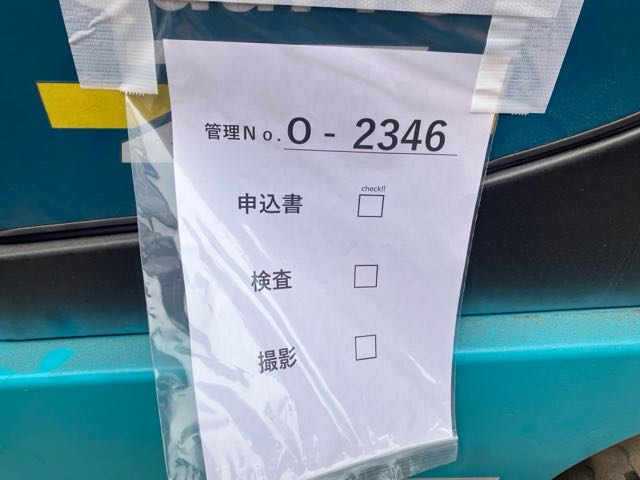 管理No. O - 2346
check!!
申込書 □
検査 □
撮影 □